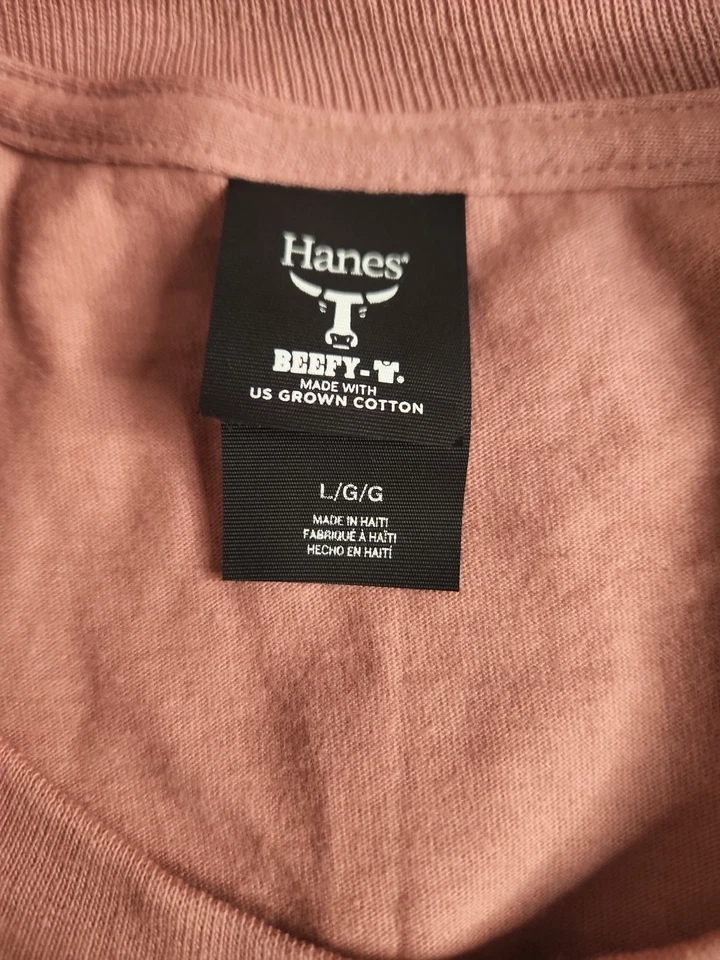 Hanes®
BEEFY-T.
MADE WITH
US GROWN COTTON
L/G/G
MADE IN HAITI
FABRIQUÉ À HAÏTI
HECHO EN HAITÍ